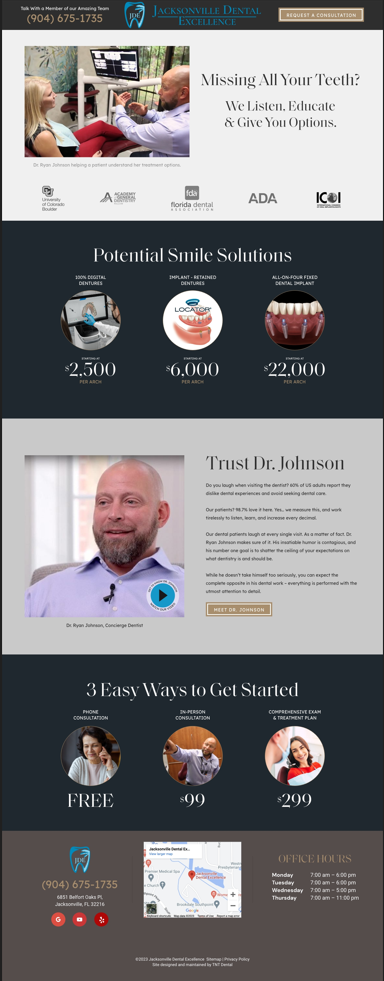 Talk With a Member of our Amazing Team
(904) 675-1735
JDE
JACKSONVILLE DENTAL
EXCELLENCE
REQUEST A CONSULTATION
Missing All Your Teeth?
We Listen, Educate
& Give You Options.
Dr. Ryan Johnson helping a patient understand her treatment options.
University
of Colorado
Boulder
ACADEMY
GENERAL
DENTISTRY
fda
florida dental
ASSOCIATION
ADA
ICOI
Potential Smile Solutions
100% DIGITAL
DENTURES
IMPLANT - RETAINED
DENTURES
ALL-ON-FOUR FIXED
DENTAL IMPLANT
LOCATOR
STARTING AT
STARTING AT
STARTING AT
$2,500
$6,000
$22,000
PER ARCH
PER ARCH
PER ARCH
Trust Dr. Johnson
Do you laugh when visiting the dentist? 60% of US adults report they
dislike dental experiences and avoid seeking dental care.
Our patients? 98.7% love it here. Yes, we measure this, and work
tirelessly to listen, learn, and increase every decimal.
Our dental patients laugh at every single visit. As a matter of fact, Dr.
Ryan Johnson makes sure of it. His insatiable humor is contagious, and
his number one goal is to shatter the ceiling of your expectations on
what dentistry is and should be.
While he doesn't take himself too seriously, you can expect the
complete opposite in his dental work – everything is performed with the
utmost attention to detail.
MEET DR. JOHNSON
Dr. Ryan Johnson, Concierge Dentist
3 Easy Ways to Get Started
PHONE
CONSULTATION
IN-PERSON
CONSULTATION
COMPREHENSIVE EXAM
& TREATMENT PLAN
FREE
$99
$299
JDE
(904) 675-1735
6851 Belfort Oaks Pl,
Jacksonville, FL 32216
Jacksonville Dental Ex...
View larger map
Jacksonville
Dental Excellence
OFFICE HOURS
Monday 7:00 am – 6:00 pm
Tuesday 7:00 am – 6:00 pm
Wednesday 7:00 am – 5:00 pm
Thursday 7:00 am – 11:00 pm
©2023 Jacksonville Dental Excellence Sitemap | Privacy Policy
Site designed and maintained by TNT Dental